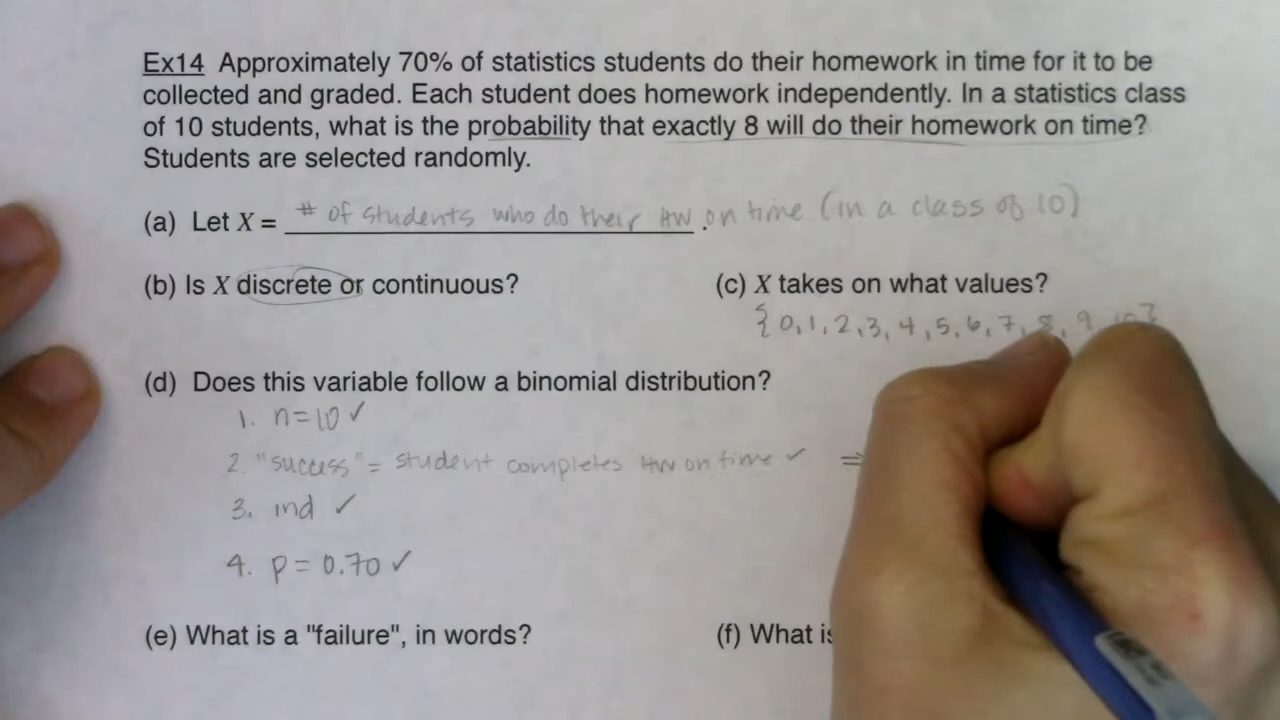 Ex14 Approximately 70% of statistics students do their homework in time for it to be
collected and graded. Each student does homework independently. In a statistics class
of 10 students, what is the probability that exactly 8 will do their homework on time?
Students are selected randomly.
(a) Let X = # of students who do their HW on time (in a class of 10) .
(b) Is X discrete or continuous?
(c) X takes on what values?
{0, 1, 2, 3, 4, 5, 6, 7, 8, 9, 10}
(d) Does this variable follow a binomial distribution?
1. n=10 ✓
2 "success" = student completes HW on time ✓ ⇒
3. ind ✓
4. p = 0.70 ✓
(e) What is a "failure", in words?
(f) What is